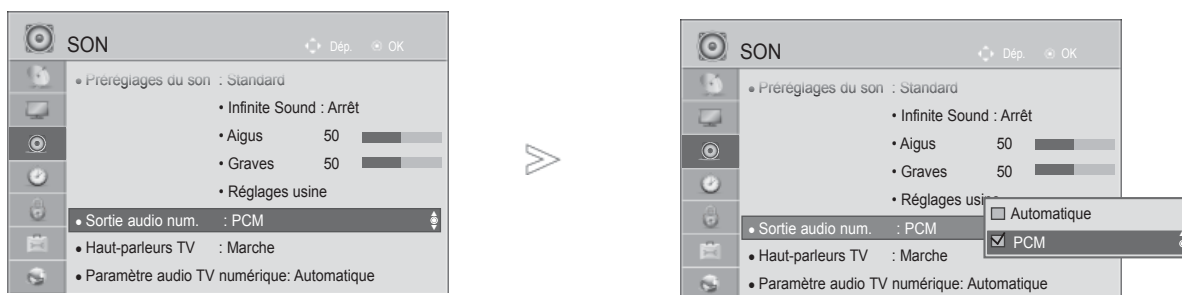 SON
Dép. OK
• Préréglages du son : Standard
• Infinite Sound : Arrêt
• Aigus 50
• Graves 50
• Réglages usine
• Sortie audio num. : PCM
• Haut-parleurs TV : Marche
• Paramètre audio TV numérique: Automatique
SON
Dép. OK
• Préréglages du son : Standard
• Infinite Sound : Arrêt
• Aigus 50
• Graves 50
• Réglages usine
• Sortie audio num. : PCM
Automatique
PCM
• Haut-parleurs TV : Marche
• Paramètre audio TV numérique: Automatique